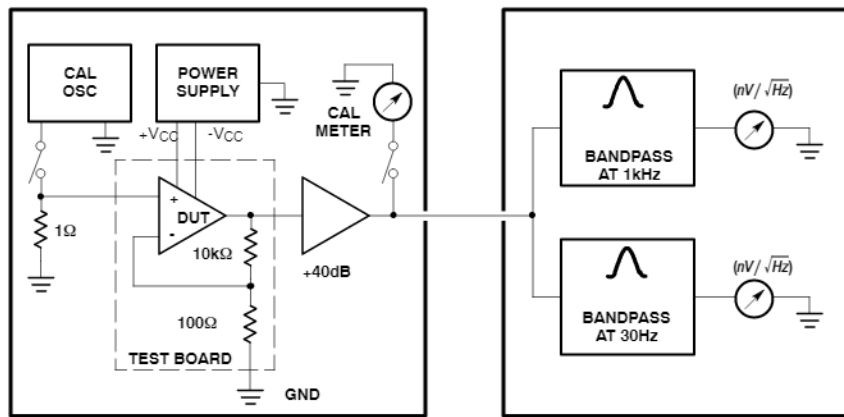 CAL
OSC
POWER
SUPPLY
CAL
METER
+VCC
-VCC
+
DUT
-
1Ω
10kΩ
100Ω
+40dB
TEST BOARD
GND
(nV/√Hz)
BANDPASS
AT 1kHz
(nV/√Hz)
BANDPASS
AT 30Hz